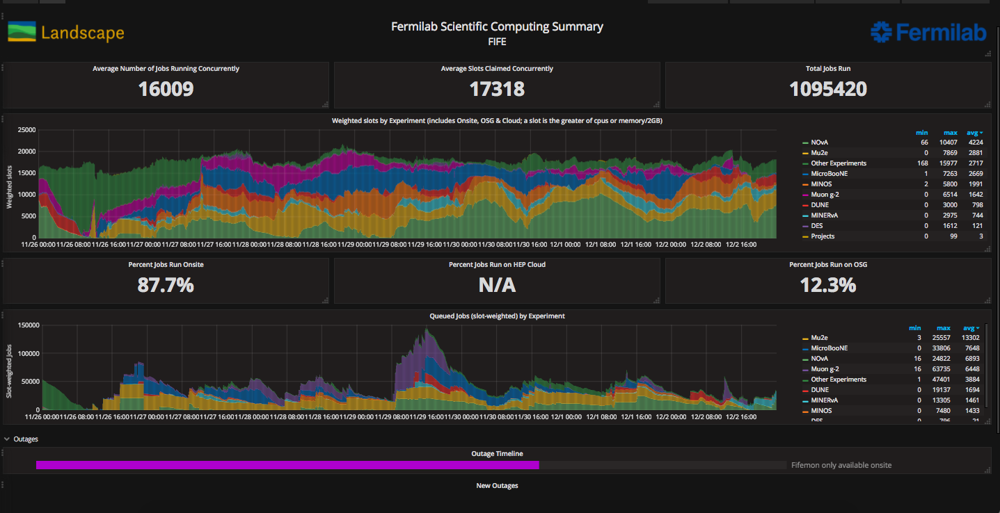 Landscape
Fermilab Scientific Computing Summary
FIFE
Fermilab
Average Number of Jobs Running Concurrently
16009
Average Slots Claimed Concurrently
17318
Total Jobs Run
1095420
Weighted slots by Experiment (includes Onsite, OSG & Cloud; a slot is the greater of cpus or memory/2GB)
Weighted slots
25000
20000
15000
10000
5000
0
11/26 00:00 11/26 08:00 11/26 16:00 11/27 00:00 11/27 08:00 11/27 16:00 11/28 00:00 11/28 08:00 11/28 16:00 11/29 00:00 11/29 08:00 11/29 16:00 11/30 00:00 11/30 08:00 11/30 16:00 12/1 00:00 12/1 08:00 12/1 16:00 12/2 00:00 12/2 08:00 12/2 16:00
min max avg
NOvA 66 10407 4224
Mu2e 0 7869 2881
Other Experiments 168 15977 2717
MicroBooNE 1 7263 2669
MINOS 2 5800 1991
Muon g-2 0 6514 1642
DUNE 0 3000 798
MINERvA 0 2975 744
DES 0 1612 121
Projects 0 99 3
Percent Jobs Run Onsite
87.7%
Percent Jobs Run on HEP Cloud
N/A
Percent Jobs Run on OSG
12.3%
Queued Jobs (slot-weighted) by Experiment
Slot-weighted jobs
150000
100000
50000
0
11/26 00:00 11/26 08:00 11/26 16:00 11/27 00:00 11/27 08:00 11/27 16:00 11/28 00:00 11/28 08:00 11/28 16:00 11/29 00:00 11/29 08:00 11/29 16:00 11/30 00:00 11/30 08:00 11/30 16:00 12/1 00:00 12/1 08:00 12/1 16:00 12/2 00:00 12/2 08:00 12/2 16:00
min max avg
Mu2e 3 25557 13302
MicroBooNE 0 33806 7648
NOvA 16 24822 6893
Muon g-2 16 63735 6448
Other Experiments 1 47401 3884
DUNE 0 19137 1694
MINERvA 0 13305 1461
MINOS 0 7480 1433
DES 0 796 21
Outages
Outage Timeline
Fifemon only available onsite
New Outages